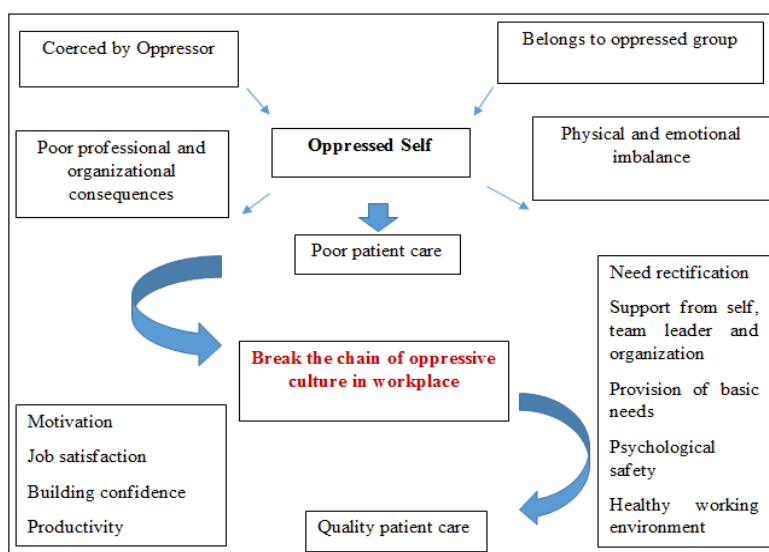 Coerced by Oppressor
Belongs to oppressed group
Oppressed Self
Poor professional and
organizational
consequences
Physical and emotional
imbalance
Poor patient care
Need rectification
Support from self,
team leader and
organization
Provision of basic
needs
Psychological
safety
Healthy working
environment
Break the chain of oppressive
culture in workplace
Motivation
Job satisfaction
Building confidence
Productivity
Quality patient care